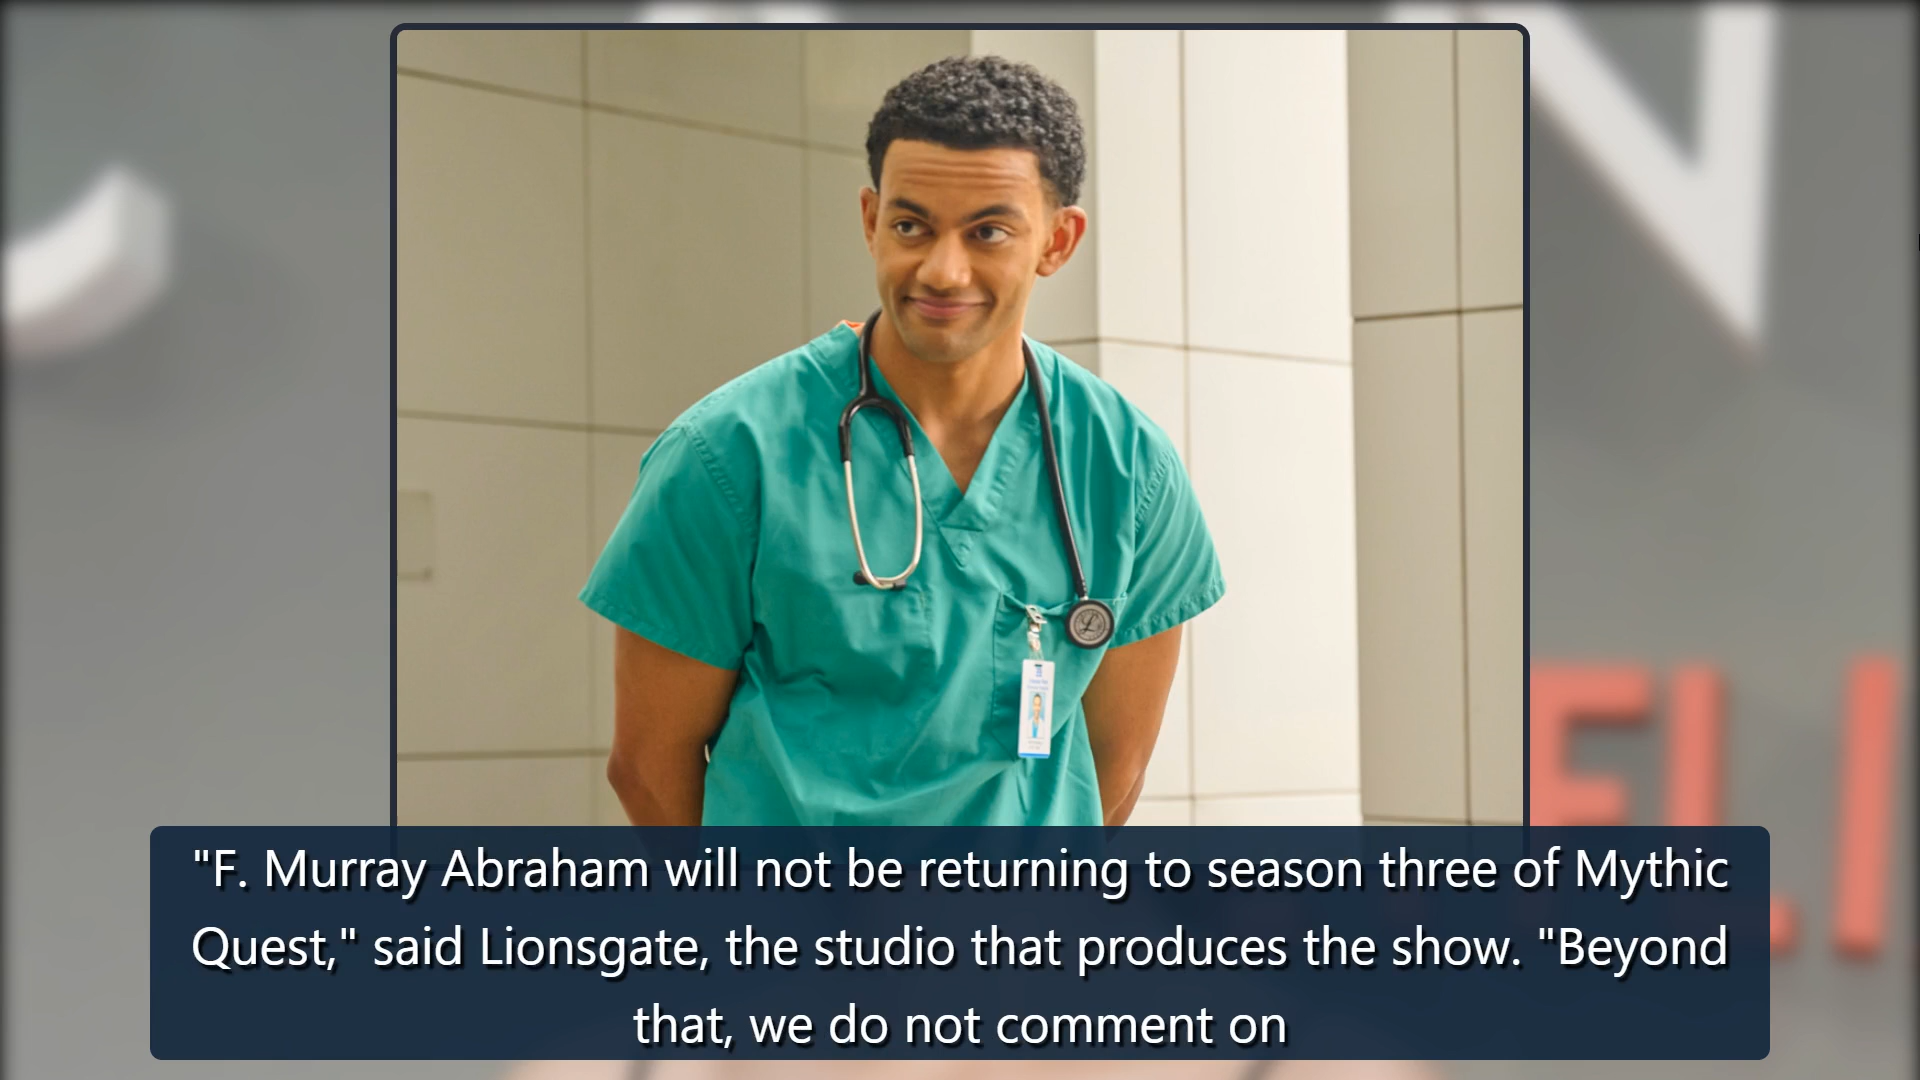 "F. Murray Abraham will not be returning to season three of Mythic
Quest," said Lionsgate, the studio that produces the show. "Beyond
that, we do not comment on